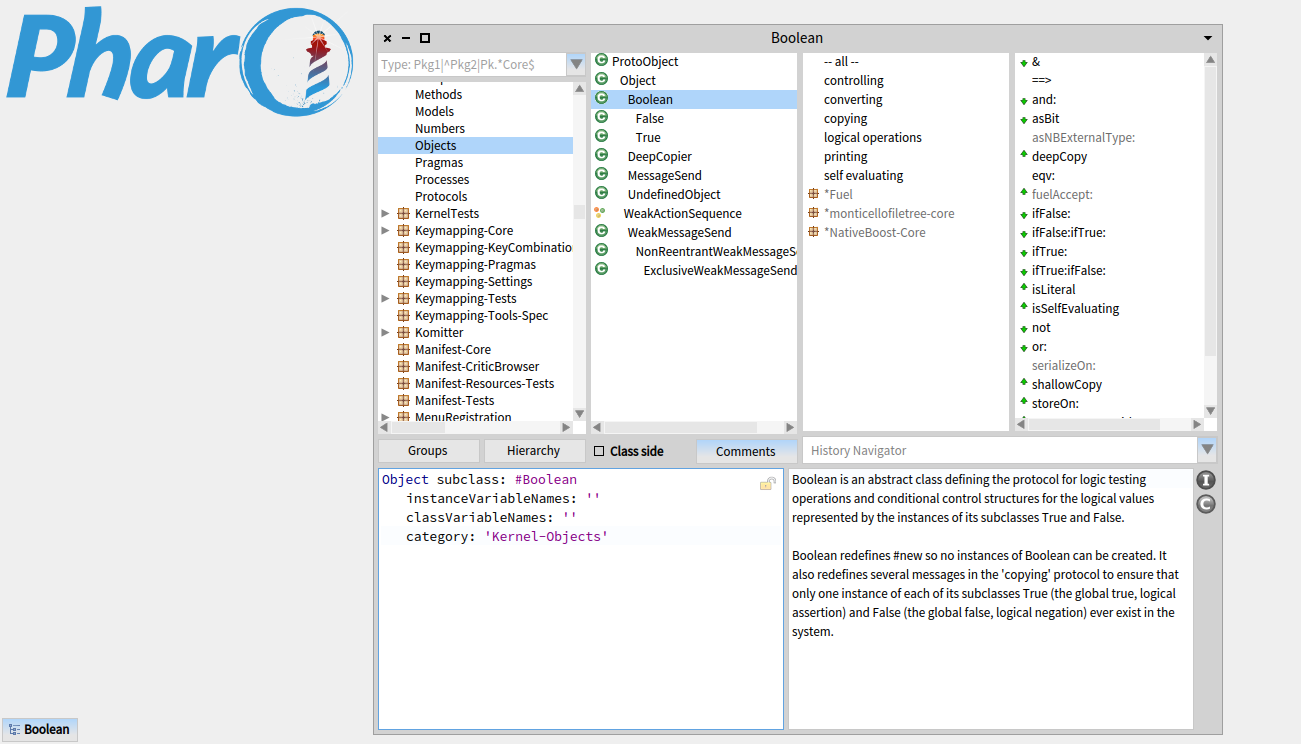 Pharo
Boolean
Type: Pkg1|^Pkg2|Pk.*Core$
Methods
Models
Numbers
Objects
Pragmas
Processes
Protocols
KernelTests
Keymapping-Core
Keymapping-KeyCombinatio
Keymapping-Pragmas
Keymapping-Settings
Keymapping-Tests
Keymapping-Tools-Spec
Komitter
Manifest-Core
Manifest-CriticBrowser
Manifest-Resources-Tests
Manifest-Tests
MenuRegistration
ProtoObject
Object
Boolean
False
True
DeepCopier
MessageSend
UndefinedObject
WeakActionSequence
WeakMessageSend
NonReentrantWeakMessageS
ExclusiveWeakMessageSend
-- all --
controlling
converting
copying
logical operations
printing
self evaluating
*Fuel
*monticellofiletree-core
*NativeBoost-Core
&
==>
and:
asBit
asNBExternalType:
deepCopy
eqv:
fuelAccept:
ifFalse:
ifFalse:ifTrue:
ifTrue:
ifTrue:ifFalse:
isLiteral
isSelfEvaluating
not
or:
serializeOn:
shallowCopy
storeOn:
Groups
Hierarchy
Class side
Comments
History Navigator
Object subclass: #Boolean
instanceVariableNames: ''
classVariableNames: ''
category: 'Kernel-Objects'
Boolean is an abstract class defining the protocol for logic testing
operations and conditional control structures for the logical values
represented by the instances of its subclasses True and False.
Boolean redefines #new so no instances of Boolean can be created. It
also redefines several messages in the 'copying' protocol to ensure that
only one instance of each of its subclasses True (the global true, logical
assertion) and False (the global false, logical negation) ever exist in the
system.
I
C
Boolean